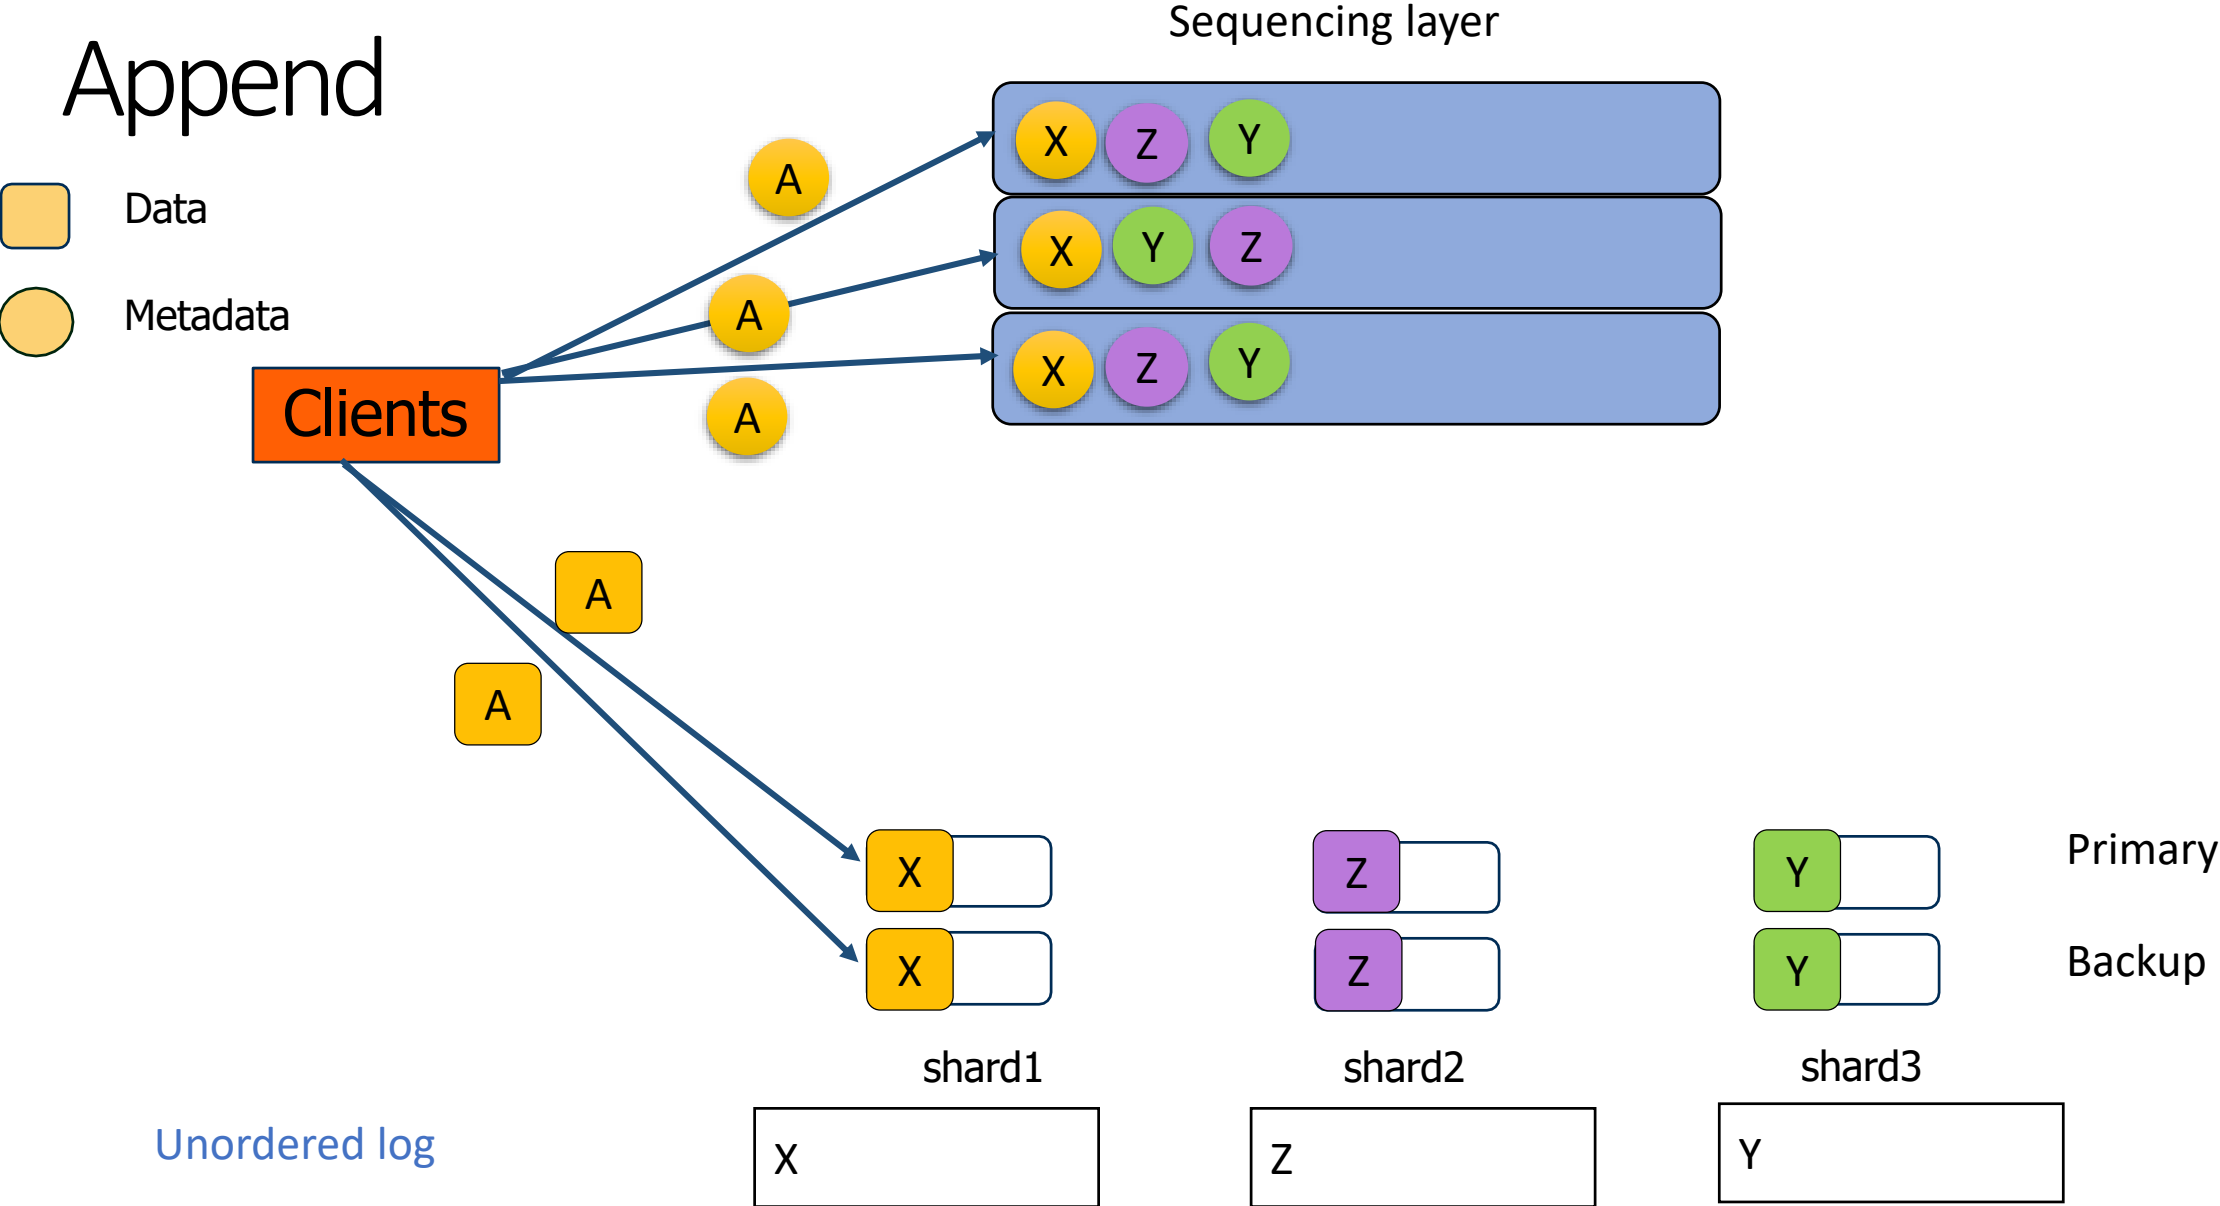 Sequencing layer
Append
Data
Metadata
X Z Y
X Y Z
X Z Y
A
A
A
Clients
A
A
X Z Y Primary
X Z Y Backup
shard1 shard2 shard3
Unordered log
X Z Y